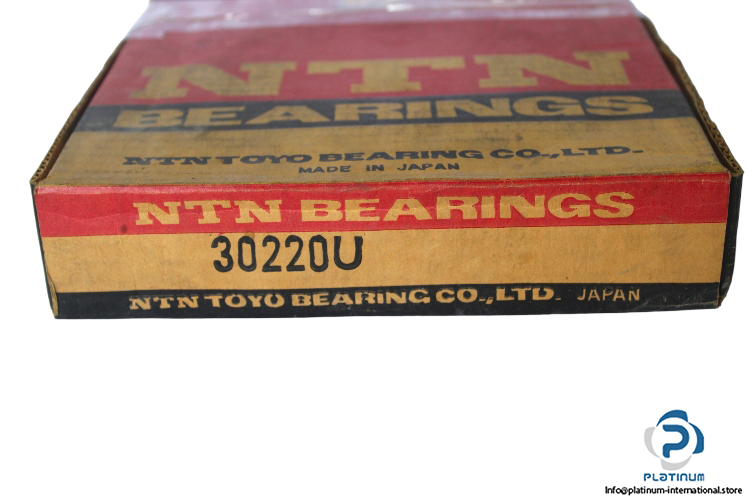 NTN
BEARINGS
NTN TOYO BEARING CO.,LTD.
MADE IN JAPAN
NTN BEARINGS
30220U
NTN TOYO BEARING CO.,LTD. JAPAN
PLATINUM
Info@platinum-international.store